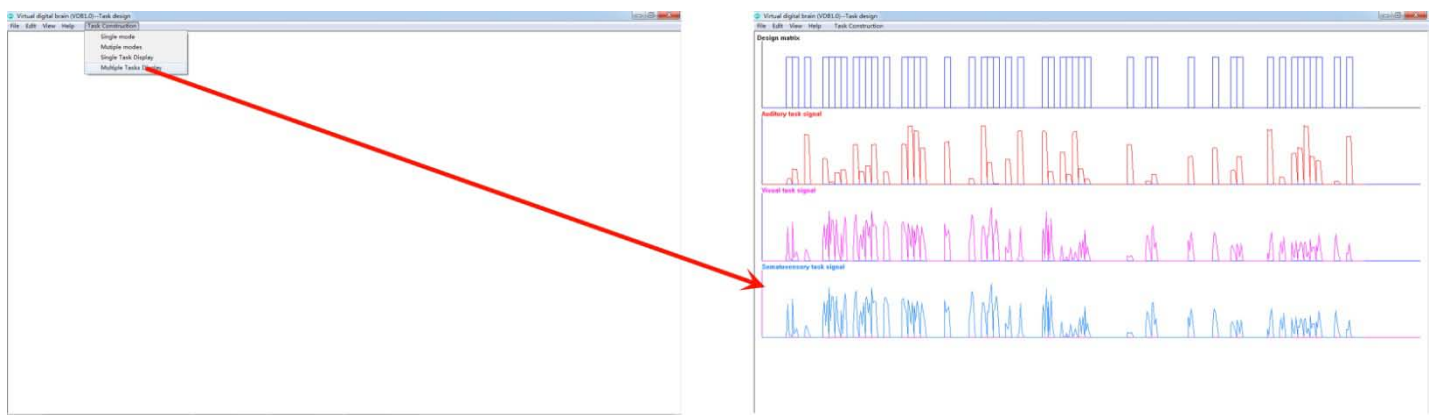 Virtual digital brain (VDB1.0)--Task design
File Edit View Help Task Construction
Single mode
Mutiple modes
Single Task Display
Multiple Tasks Display
Virtual digital brain (VDB1.0)--Task design
File Edit View Help Task Construction
Design matrix
Auditory task signal
Visual task signal
Somatosensory task signal